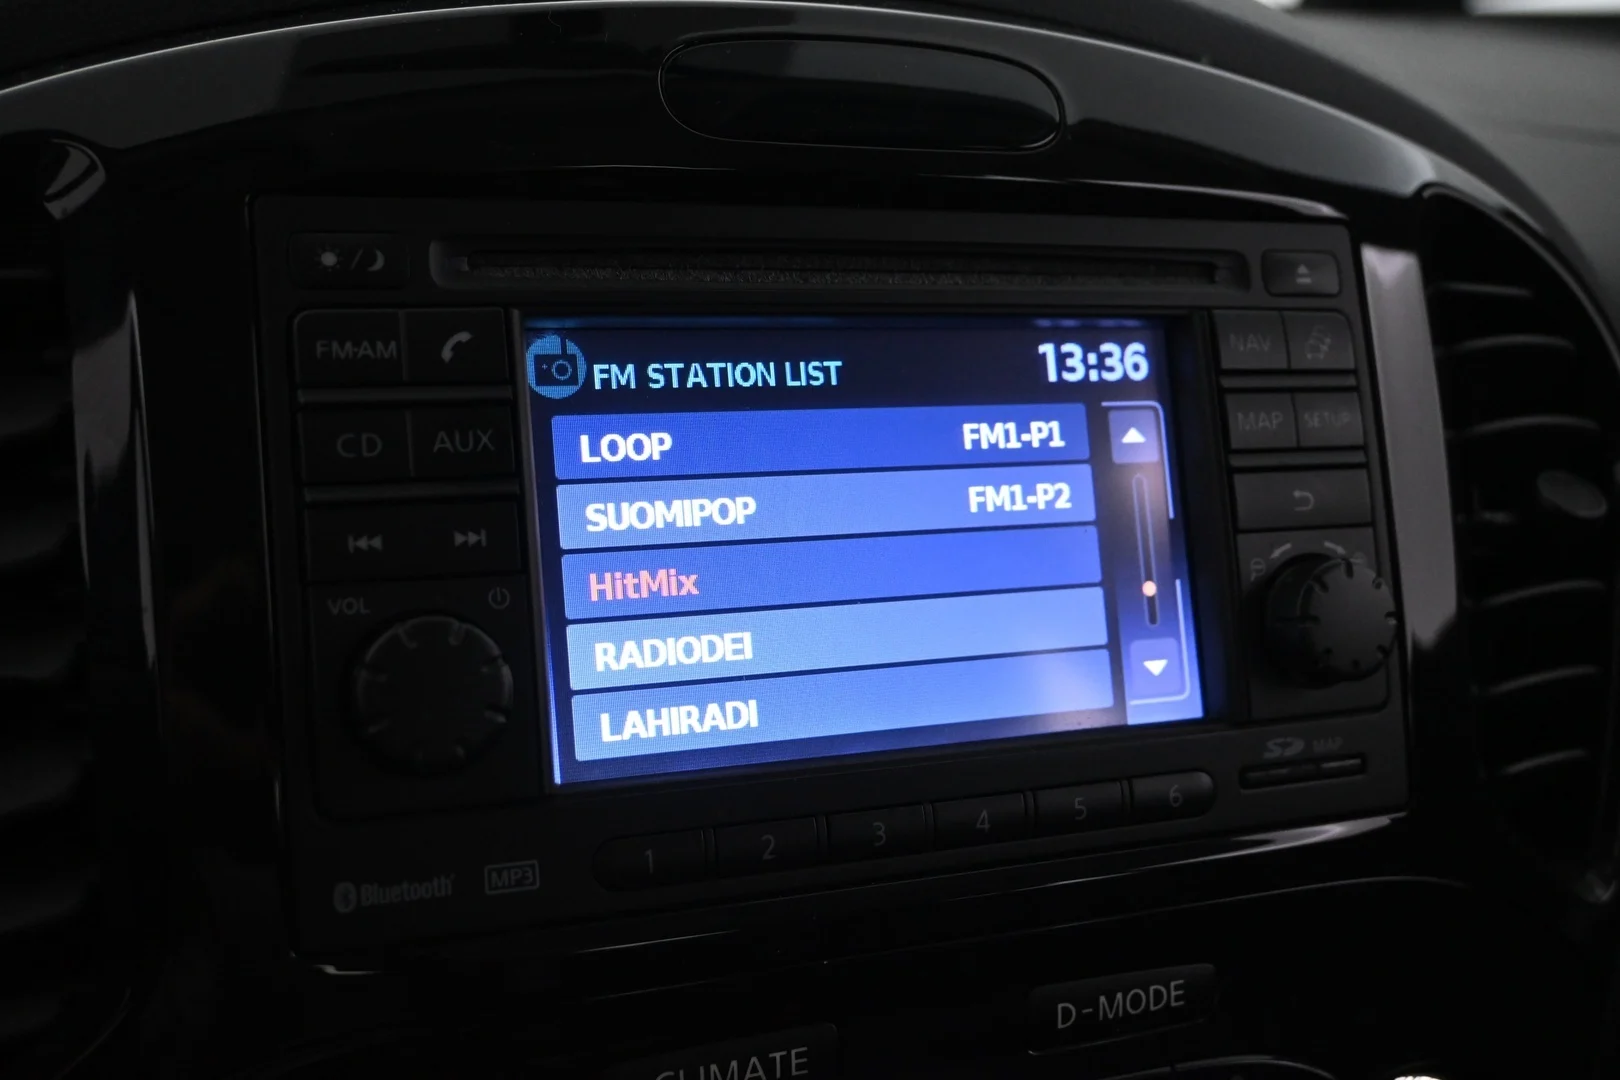 FM-AM
CD
AUX
VOL
FM STATION LIST
13:36
LOOP FM1-P1
SUOMIPOP FM1-P2
HitMix
RADIODEI
LAHIRADI
NAV
MAP
SETUP
SD MAP
1 2 3 4 5 6
Bluetooth MP3
D-MODE
CLIMATE